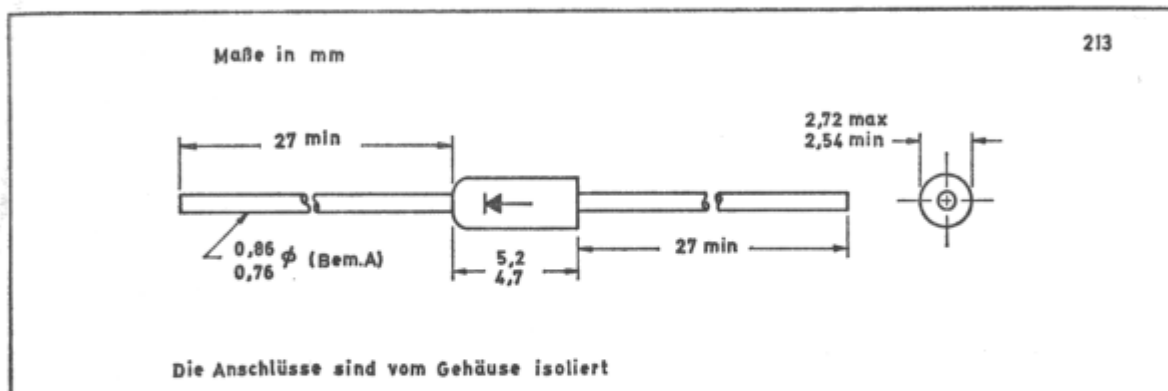 Maße in mm
213
27 min
2,72 max
2,54 min
0,86
0,76 ϕ (Bem.A)
5,2
4,7
27 min
Die Anschlüsse sind vom Gehäuse isoliert